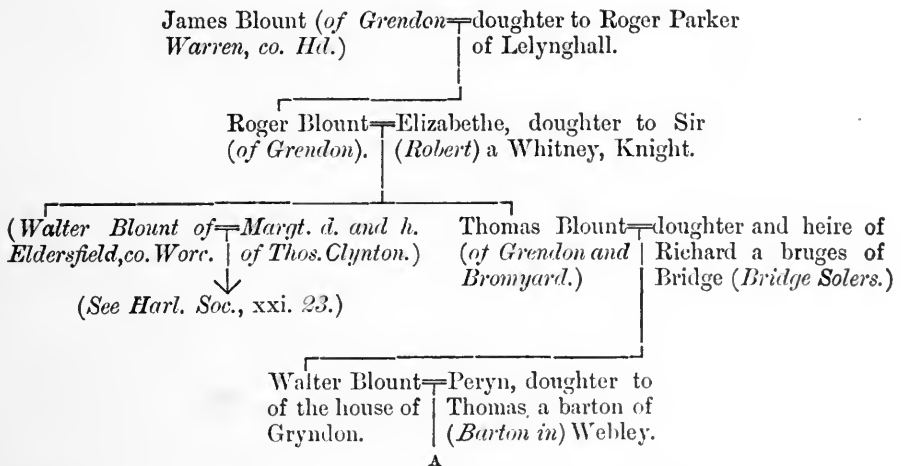 James Blount (of Grendon doughter to Roger Parker
Warren, co. Hd.) of Lelynghall.
Roger Blount Elizabethe, doughter to Sir
(of Grendon). (Robert) a Whitney, Knight.
(Walter Blount of Margt. d. and h.
Eldersfield, co. Worc. of Thos. Clynton.)
(See Harl. Soc., xxi. 23.)
Thomas Blount doughter and heire of
(of Grendon and Richard a bruges of
Bromyard.) Bridge (Bridge Solers.)
Walter Blount Peryn, doughter to
of the house of Thomas a barton of
Gryndon. (Barton in) Webley.
A